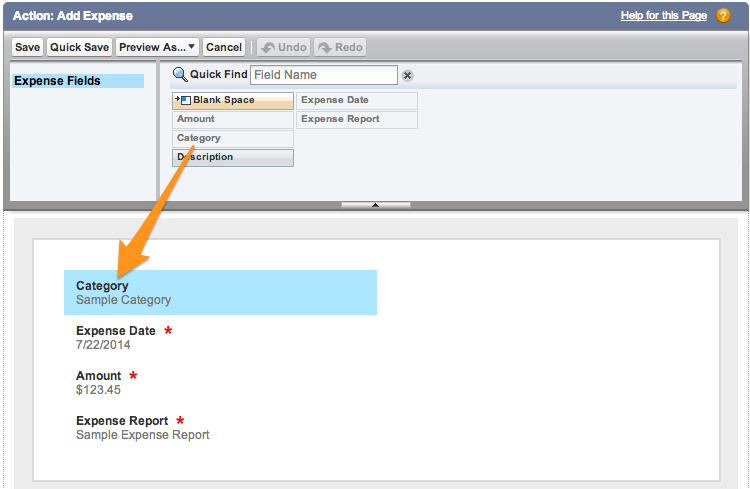 Action: Add Expense Help for this Page ?
Save Quick Save Preview As... Cancel Undo Redo
Expense Fields
Quick Find Field Name
Blank Space Expense Date
Amount Expense Report
Category
Description
Category
Sample Category
Expense Date *
7/22/2014
Amount *
$123.45
Expense Report *
Sample Expense Report